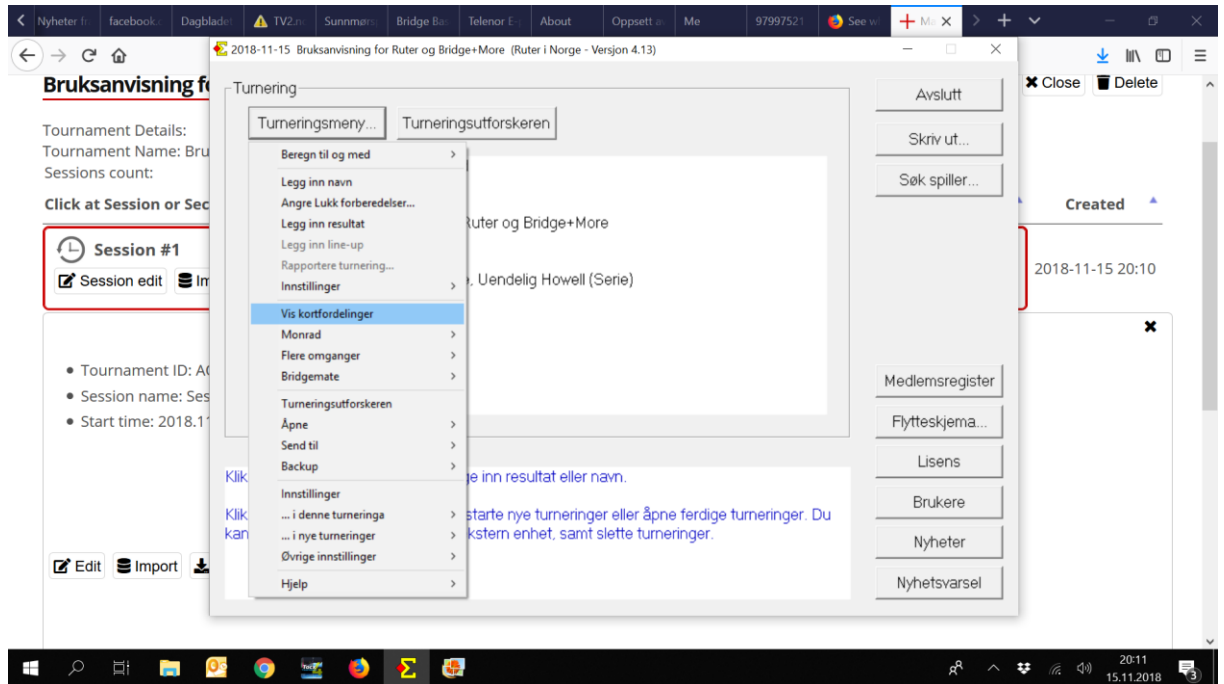 Nyheter fr facebook.c Dagbladet TV2.no Sunnmørs Bridge Bas Telenor E-p About Oppsett a Me 97997521 See w Ma
2018-11-15 Bruksanvisning for Ruter og Bridge+More (Ruter i Norge - Versjon 4.13)
Bruksanvisning f
Close Delete
Tournament Details:
Tournament Name: Bru
Sessions count:
Click at Session or Sec
Created
Session #1
Session edit Im
2018-11-15 20:10
Tournament ID: A
Session name: Ses
Start time: 2018.11
Edit Import
Turnering
Turneringsmeny... Turneringsutforskeren
Beregn til og med
Legg inn navn
Angre Lukk forberedelser...
Legg inn resultat
Legg inn line-up
Rapportere turnering...
Innstillinger
Vis kortfordelinger
Monrad
Flere omganger
Bridgemate
Turneringsutforskeren
Åpne
Send til
Backup
Innstillinger
... i denne turneringa
... i nye turneringer
Øvrige innstillinger
Hjelp
Ruter og Bridge+More
, Uendelig Howell (Serie)
Klik ge inn resultat eller navn.
Klik starte nye turneringer eller åpne ferdige turneringer. Du
kan kstern enhet, samt slette turneringer.
Avslutt
Skriv ut...
Søk spiller...
Medlemsregister
Flytteskjema...
Lisens
Brukere
Nyheter
Nyhetsvarsel
20:11
15.11.2018
3